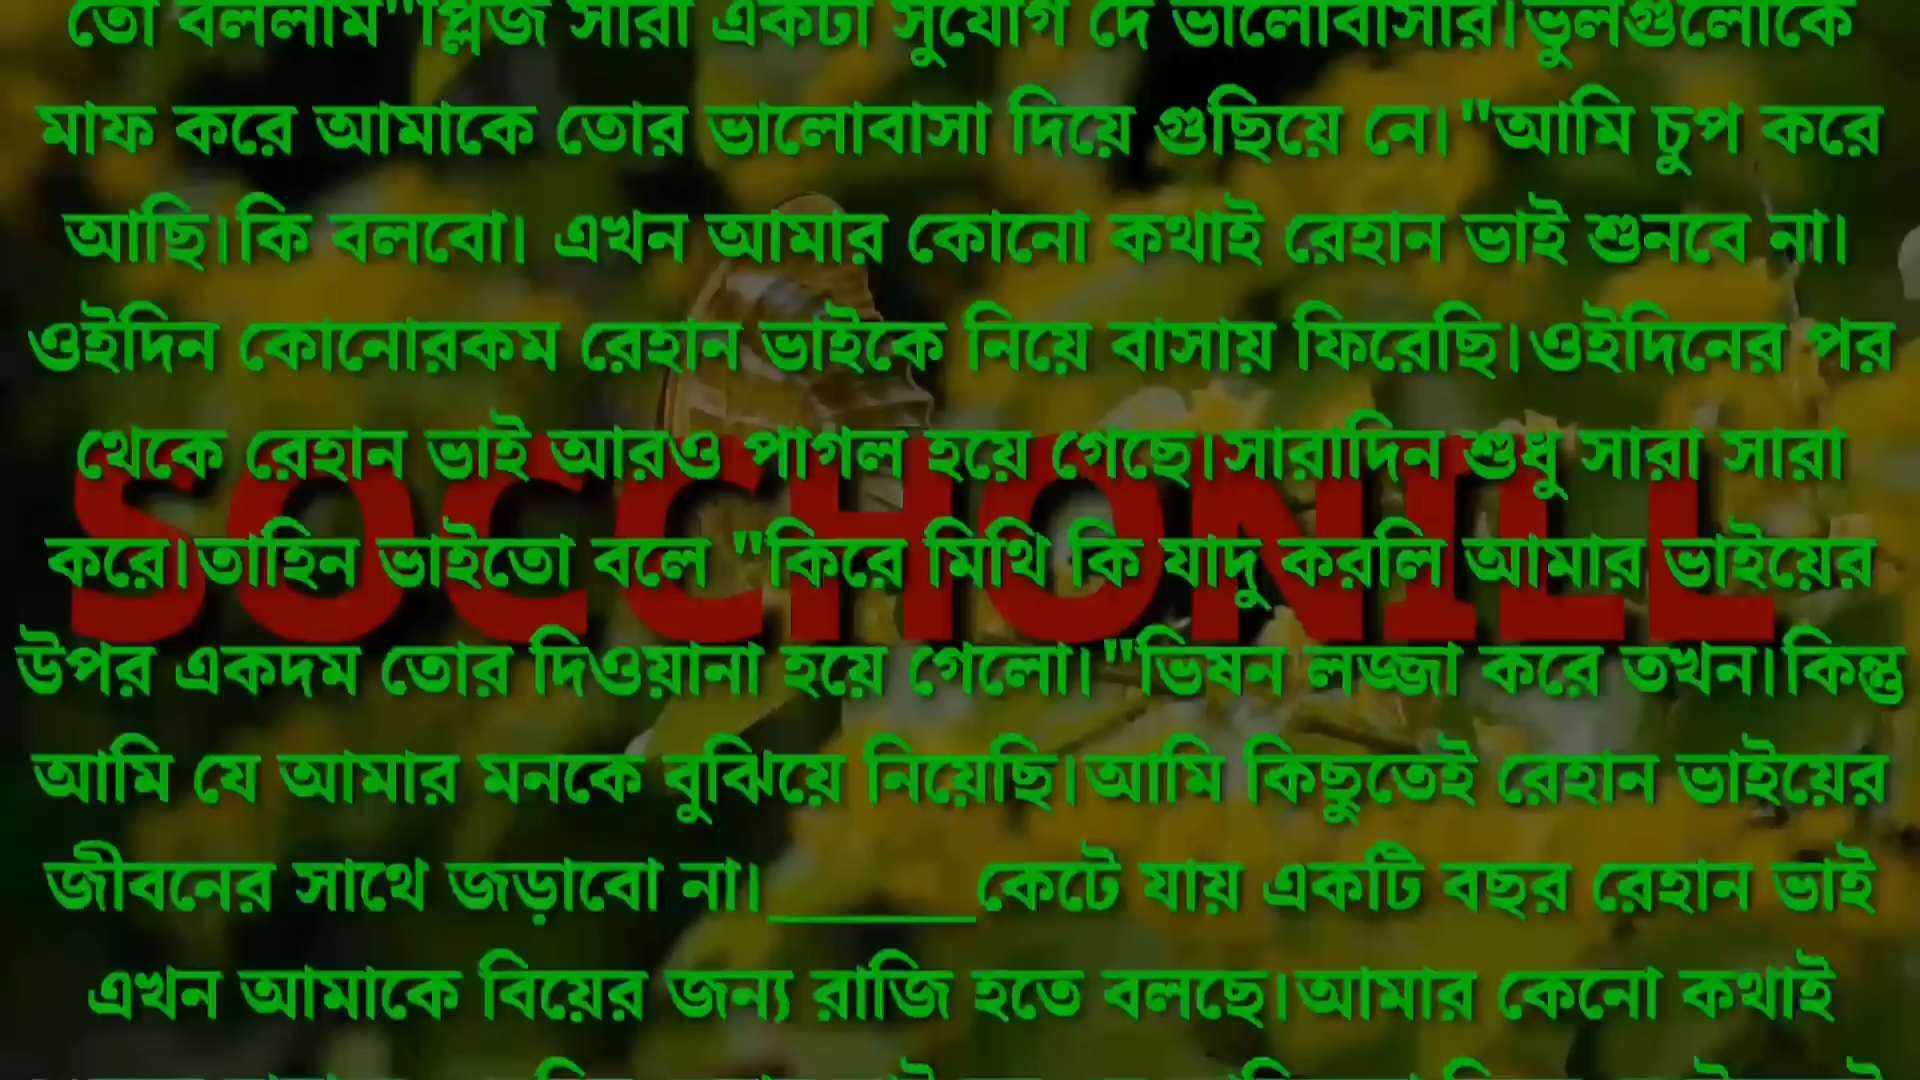 তো বললাম""প্লিজ সারা একটা সুযোগ দে ভালোবাসার।ভুলগুলোকে
মাফ করে আমাকে তোর ভালোবাসা দিয়ে গুছিয়ে নে।"আমি চুপ করে
আছি।কি বলবো। এখন আমার কোনো কথাই রেহান ভাই শুনবে না।
ওইদিন কোনোরকম রেহান ভাইকে নিয়ে বাসায় ফিরেছি।ওইদিনের পর
থেকে রেহান ভাই আরও পাগল হয়ে গেছে।সারাদিন শুধু সারা সারা
SOCCHONILL
করে।তাহিন ভাইতো বলে "কিরে মিথি কি যাদু করলি আমার ভাইয়ের
উপর একদম তোর দিওয়ানা হয়ে গেলো।"ভিষন লজ্জা করে তখন।কিন্তু
আমি যে আমার মনকে বুঝিয়ে নিয়েছি।আমি কিছুতেই রেহান ভাইয়ের
জীবনের সাথে জড়াবো না।______কেটে যায় একটি বছর রেহান ভাই
এখন আমাকে বিয়ের জন্য রাজি হতে বলছে।আমার কেনো কথাই